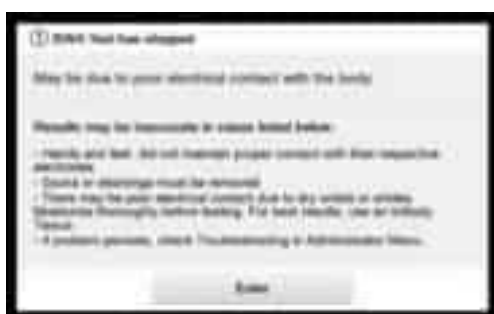 Test has stopped
May be due to poor electrical contact with the body.
Results may be inaccurate in cases listed below.
- Hands and feet did not maintain proper contact with their respective
electrodes.
- Socks or stockings must be removed.
- There may be poor electrical contact due to dry or
thoroughly before testing. For best results, use an InBody
Tissue.
- If problem persists, check Troubleshooting in Administrator Menu.
Enter